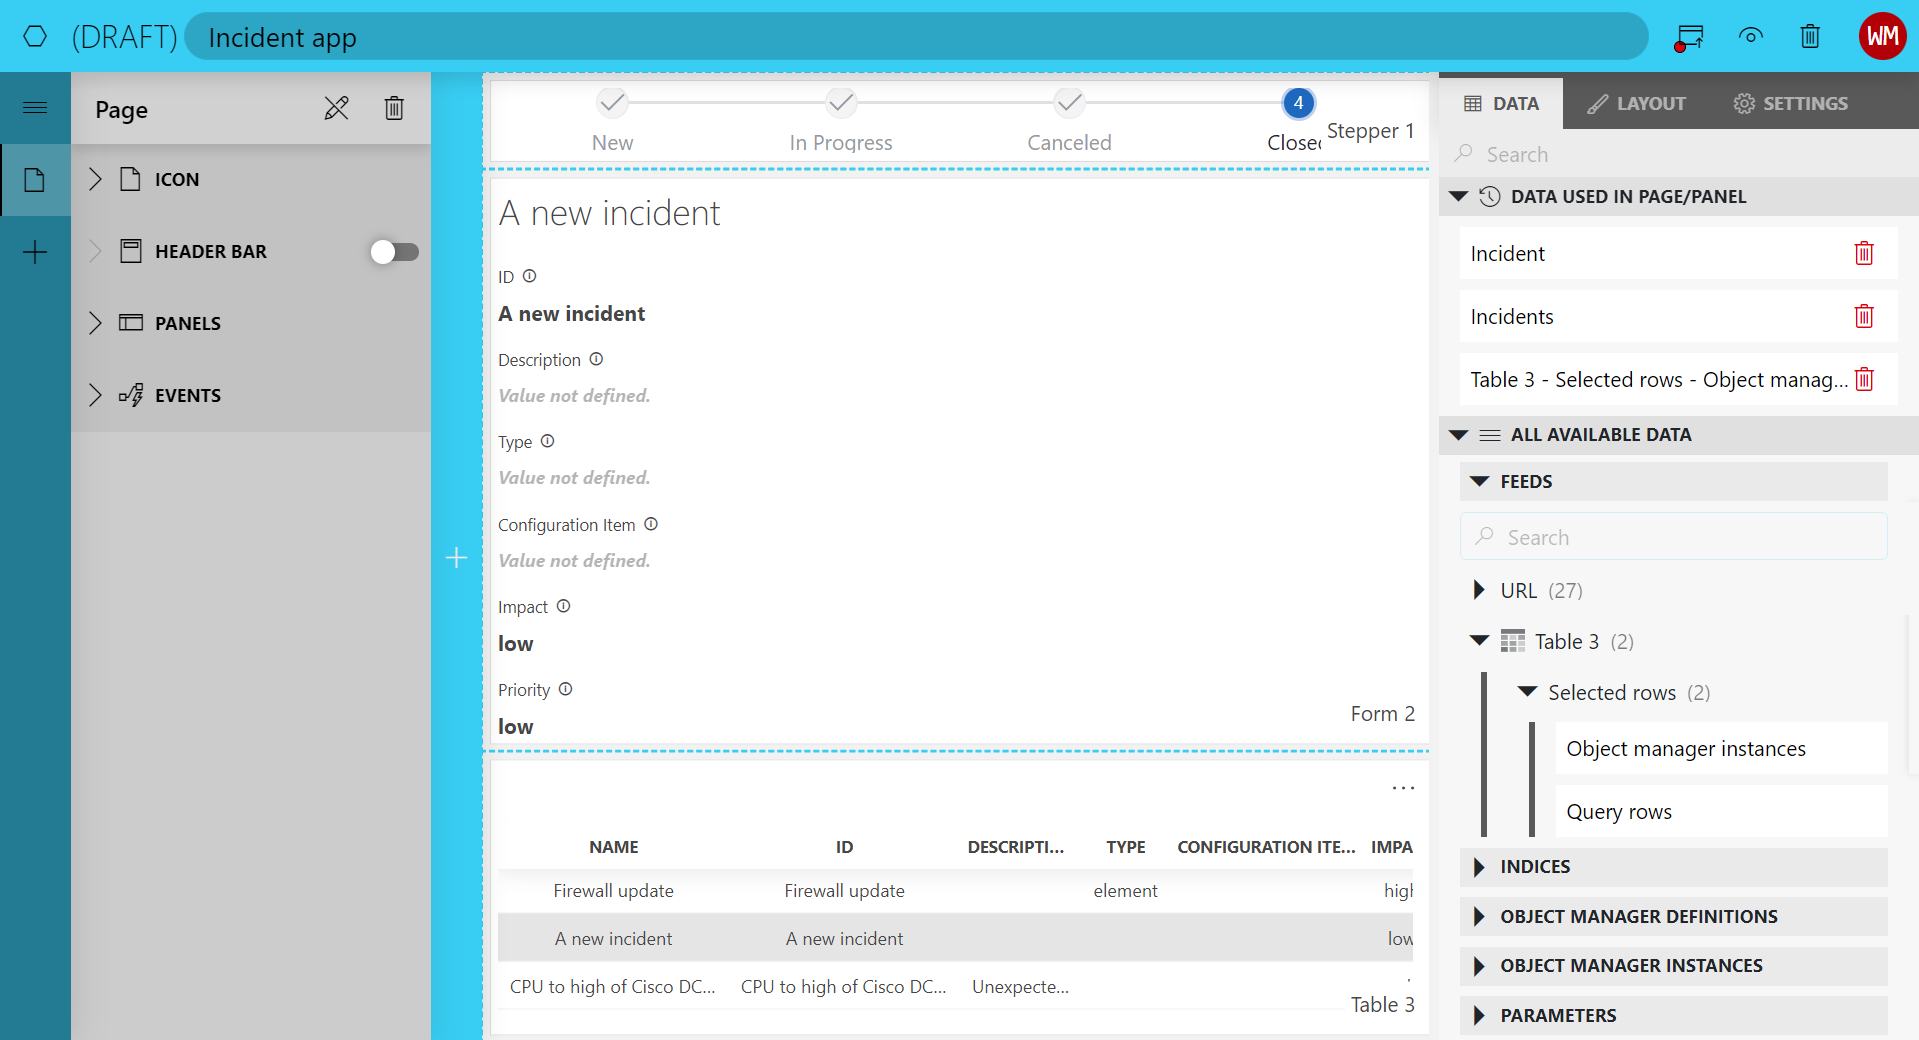 (DRAFT) Incident app
WM
Page
ICON
HEADER BAR
PANELS
EVENTS
New
In Progress
Canceled
4
Closed
Stepper 1
A new incident
ID
A new incident
Description
Value not defined.
Type
Value not defined.
Configuration Item
Value not defined.
Impact
low
Priority
low
Form 2
...
NAME ID DESCRIPTI... TYPE CONFIGURATION ITE... IMPA
Firewall update Firewall update element high
A new incident A new incident low
CPU to high of Cisco DC... CPU to high of Cisco DC... Unexpecte...
Table 3
DATA LAYOUT SETTINGS
Search
DATA USED IN PAGE/PANEL
Incident
Incidents
Table 3 - Selected rows - Object manag...
ALL AVAILABLE DATA
FEEDS
Search
URL (27)
Table 3 (2)
Selected rows (2)
Object manager instances
Query rows
INDICES
OBJECT MANAGER DEFINITIONS
OBJECT MANAGER INSTANCES
PARAMETERS